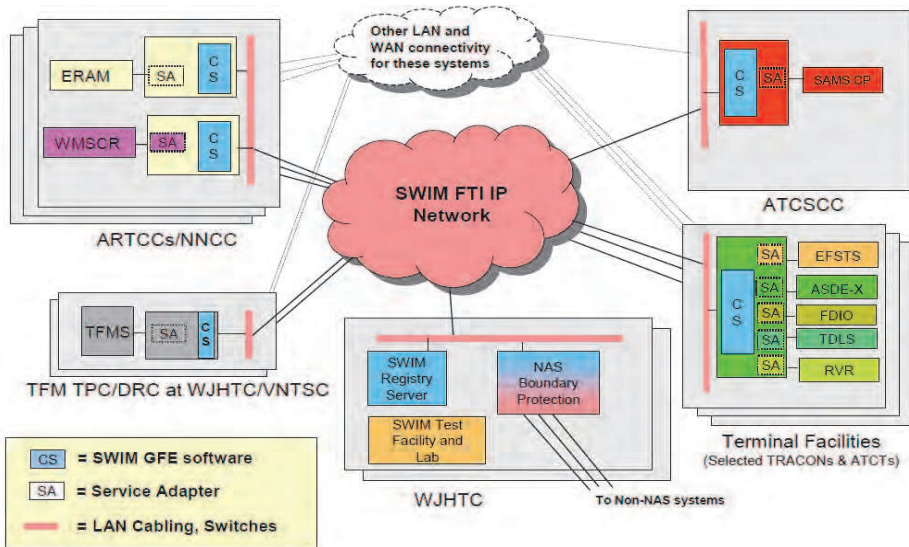 Other LAN and
WAN connectivity
for these systems
ERAM
SA
CS
WMSCR
SA
CS
ARTCCs/NNCC
SWIM FTI IP
Network
CS
SA
SAMS CP
ATCSCC
TFMS
SA
CS
TFM TPC/DRC at WJHTC/VNTSC
SWIM
Registry
Server
NAS
Boundary
Protection
SWIM Test
Facility and
Lab
WJHTC
To Non-NAS systems
CS
SA
EFSTS
SA
ASDE-X
SA
FDIO
SA
TDLS
SA
RVR
Terminal Facilities
(Selected TRACONs & ATCTs)
CS = SWIM GFE software
SA = Service Adapter
= LAN Cabling, Switches